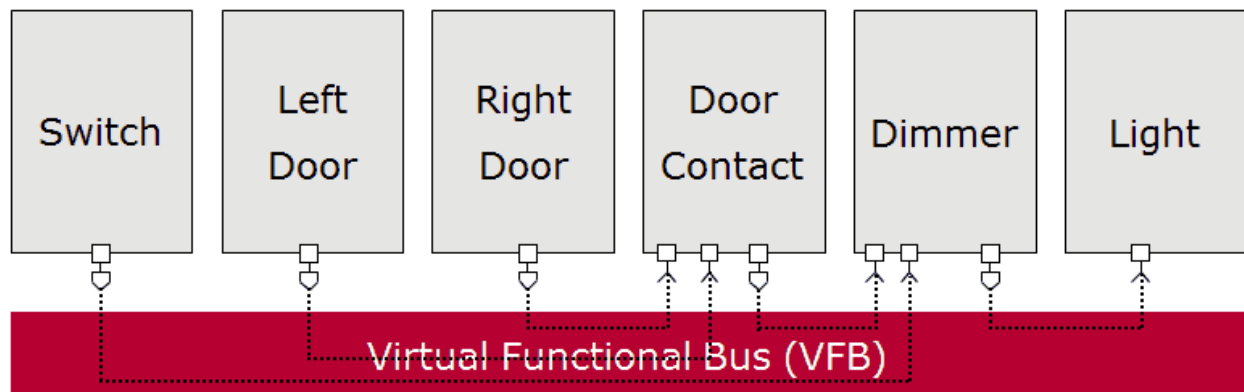 Switch
Left
Door
Right
Door
Door
Contact
Dimmer
Light
Virtual Functional Bus (VFB)